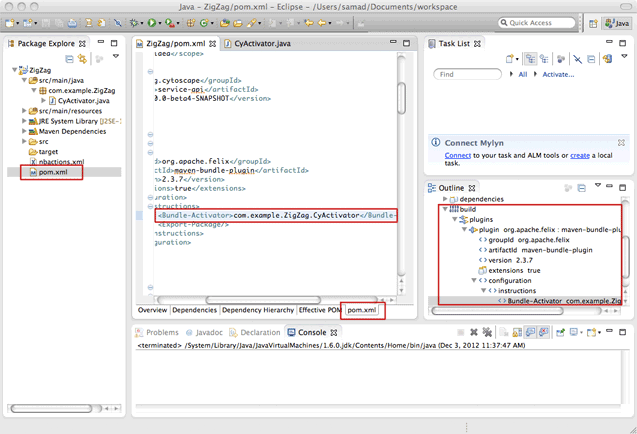 Java - ZigZag/pom.xml - Eclipse - /Users/samad/Documents/workspace
Quick Access
Java
Package Explore
ZigZag
src/main/java
com.example.ZigZag
CyActivator.java
src/main/resources
JRE System Library [J2SE-1
Maven Dependencies
src
target
nbactions.xml
pom.xml
ZigZag/pom.xml
CyActivator.java
idea</scope>
g.cytoscape</groupId>
-service-api</artifactId>
0.0-beta4-SNAPSHOT</version>
d>org.apache.felix</groupId>
ctId>maven-bundle-plugin</artifactId>
n>2.3.7</version>
ions>true</extensions>
uration>
structions>
<Bundle-Activator>com.example.ZigZag.CyActivator</Bundle-
<Export-Package/>
nstructions>
guration>
Overview
Dependencies
Dependency Hierarchy
Effective POM
pom.xml
Task List
Find
All
Activate...
Connect Mylyn
Connect to your task and ALM tools or create a local task.
Outline
dependencies
build
plugins
plugin org.apache.felix : maven-bundle-plu
groupId org.apache.felix
artifactId maven-bundle-plugin
version 2.3.7
extensions true
configuration
instructions
Bundle-Activator com.example.Zig
Problems
Javadoc
Declaration
Console
<terminated> /System/Library/Java/JavaVirtualMachines/1.6.0.jdk/Contents/Home/bin/java (Dec 3, 2012 11:37:47 AM)